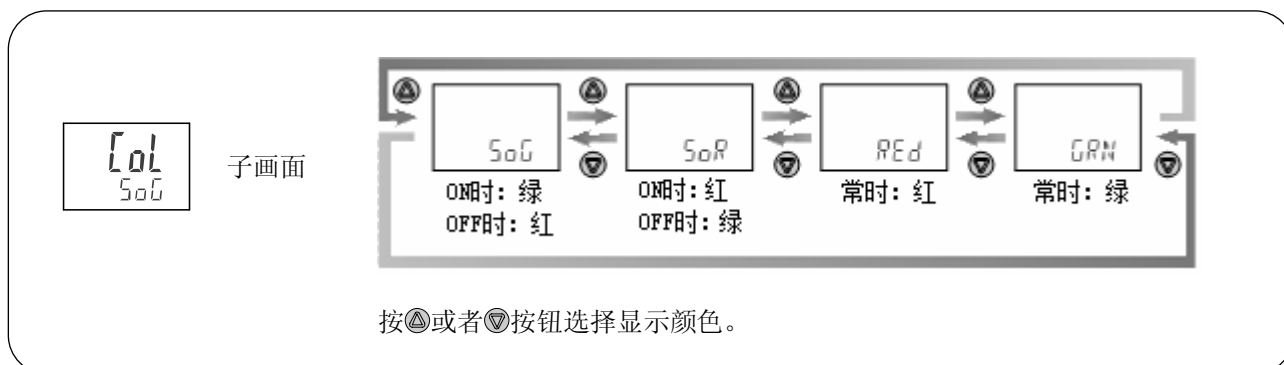 CoL
SoG
子画面
SoG
SoR
REd
GRN
ON时：绿
OFF时：红
ON时：红
OFF时：绿
常时：红
常时：绿
按△或者▽按钮选择显示颜色。